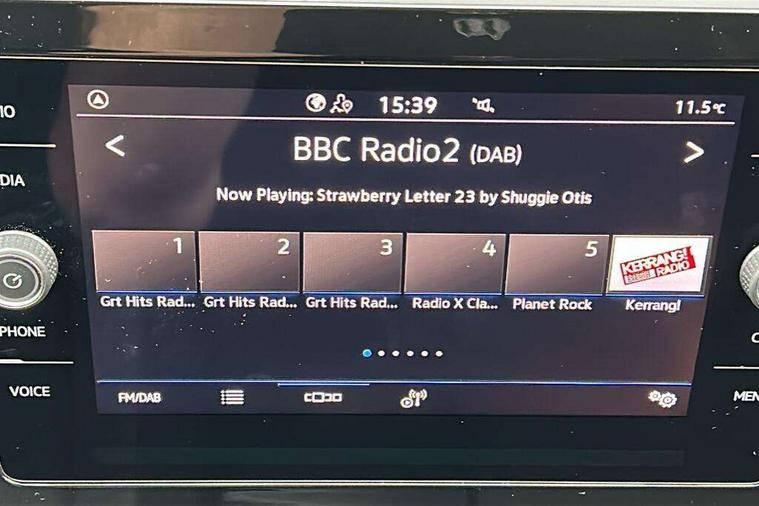 15:39 11.5°C
BBC Radio2 (DAB)
Now Playing: Strawberry Letter 23 by Shuggie Otis
1 2 3 4 5 KERRANG! RADIO
Grt Hits Rad... Grt Hits Rad... Grt Hits Rad... Radio X Cla... Planet Rock Kerrang!
FM/DAB
IO
DIA
PHONE
VOICE
C
MEN